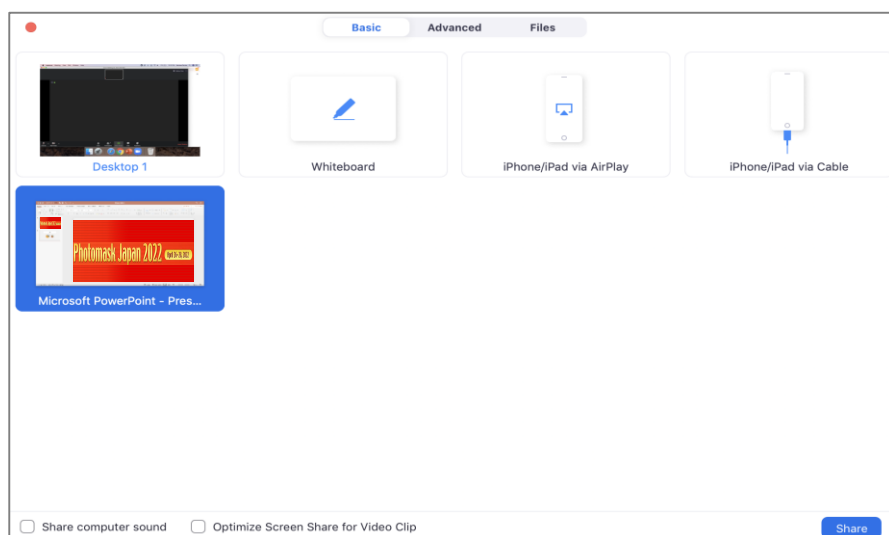 Basic Advanced Files
Desktop 1 Whiteboard iPhone/iPad via AirPlay iPhone/iPad via Cable
Photomask Japan 2022
Microsoft PowerPoint - Pres...
Share computer sound Optimize Screen Share for Video Clip Share